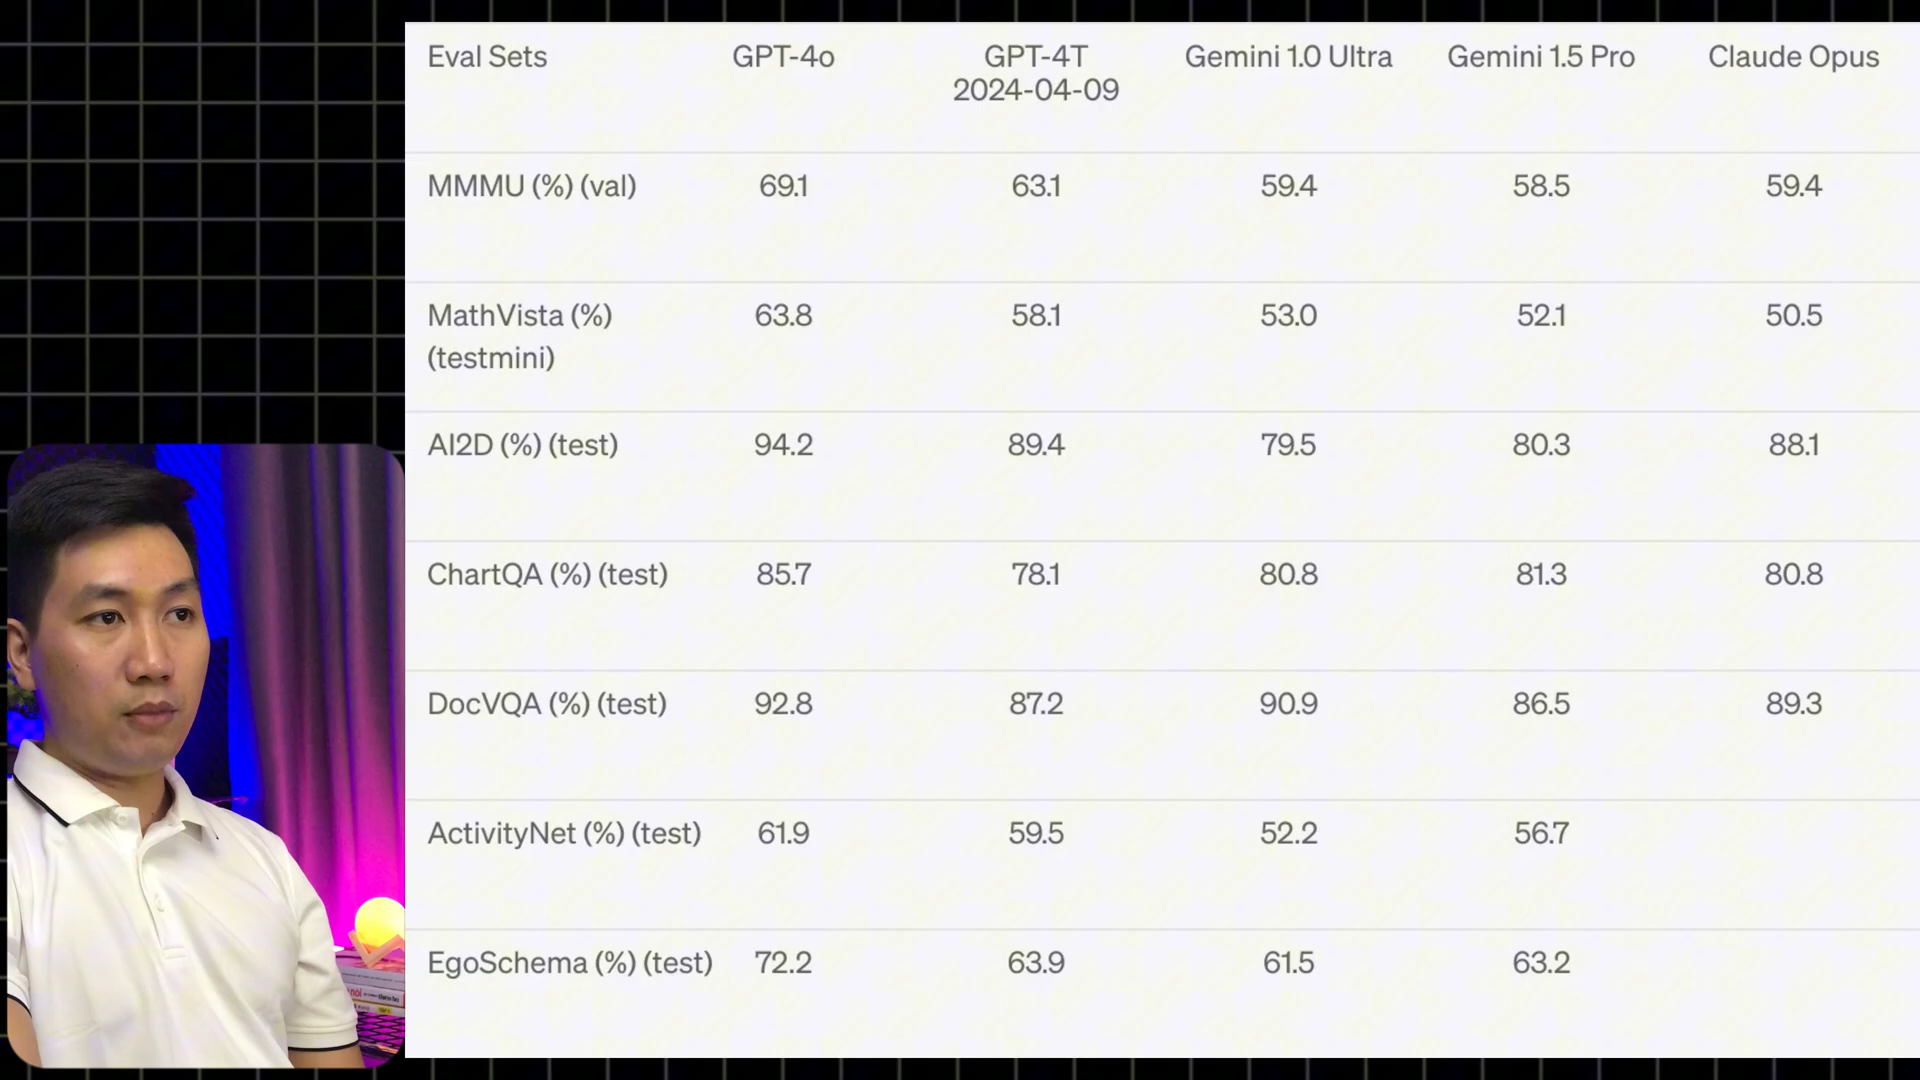 Eval Sets GPT-4o GPT-4T Gemini 1.0 Ultra Gemini 1.5 Pro Claude Opus
2024-04-09
MMMU (%) (val) 69.1 63.1 59.4 58.5 59.4
MathVista (%) 63.8 58.1 53.0 52.1 50.5
(testmini)
AI2D (%) (test) 94.2 89.4 79.5 80.3 88.1
ChartQA (%) (test) 85.7 78.1 80.8 81.3 80.8
DocVQA (%) (test) 92.8 87.2 90.9 86.5 89.3
ActivityNet (%) (test) 61.9 59.5 52.2 56.7
EgoSchema (%) (test) 72.2 63.9 61.5 63.2